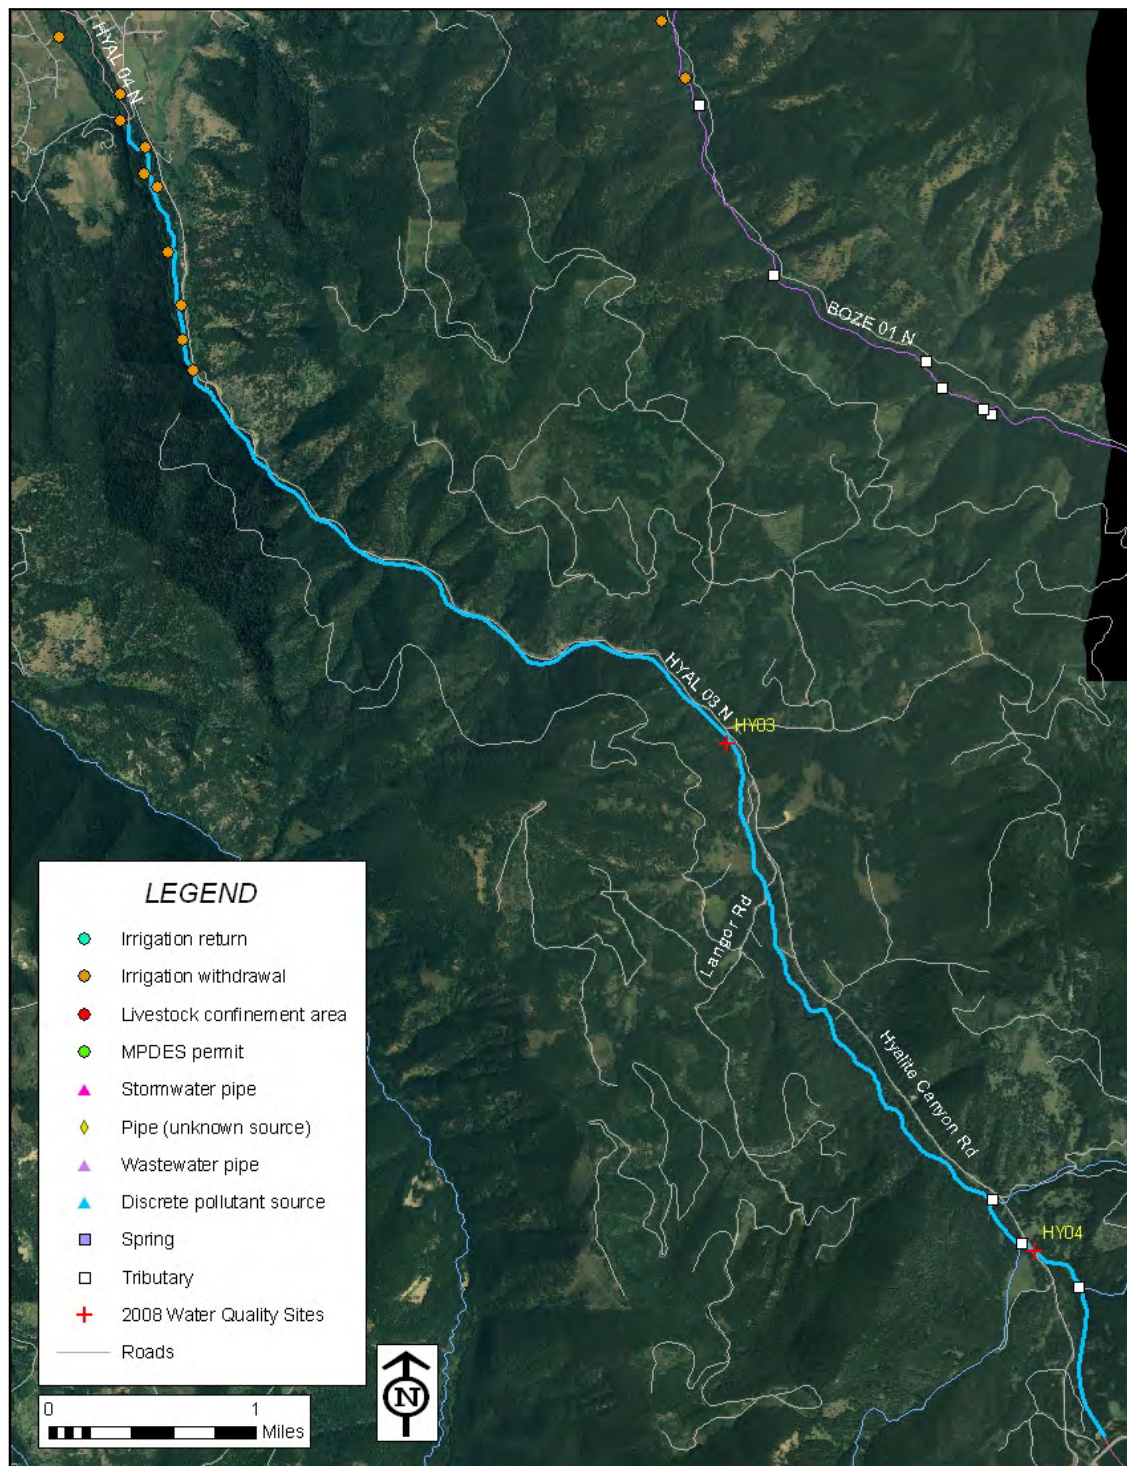 HYAL 04 N
BOZE 01 N
HYAL 03 N
HY03
Langor Rd
Hyalite Canyon Rd
HY04
LEGEND
Irrigation return
Irrigation withdrawal
Livestock confinement area
MPDES permit
Stormwater pipe
Pipe (unknown source)
Wastewater pipe
Discrete pollutant source
Spring
Tributary
2008 Water Quality Sites
Roads
N
0 1
Miles